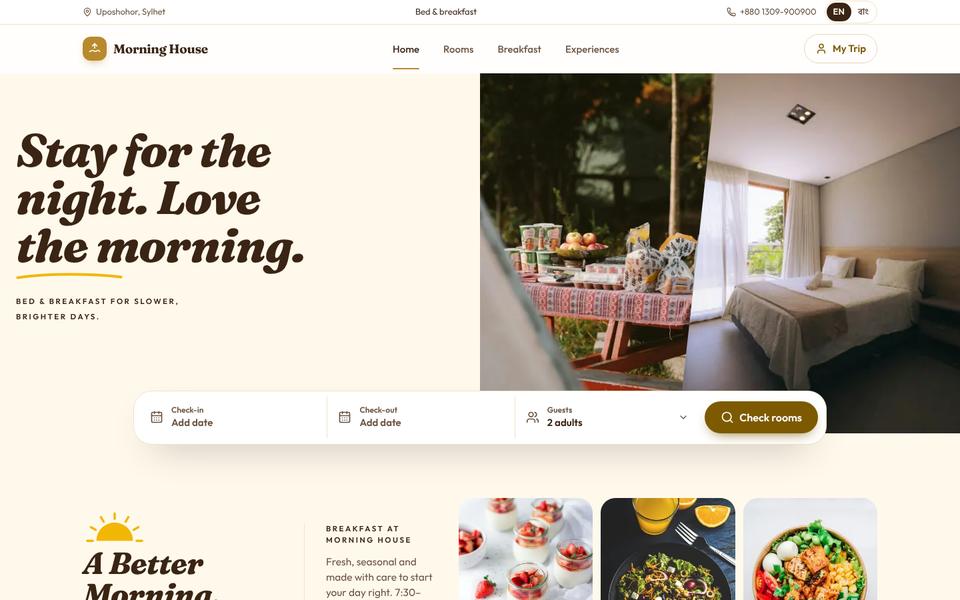 Uposhohor, Sylhet
Bed & breakfast
+880 1309-900900
EN
বাং
Morning House
Home
Rooms
Breakfast
Experiences
My Trip
Stay for the
night. Love
the morning.
BED & BREAKFAST FOR SLOWER,
BRIGHTER DAYS.
Check-in
Add date
Check-out
Add date
Guests
2 adults
Check rooms
A Better
Morning.
BREAKFAST AT
MORNING HOUSE
Fresh, seasonal and
made with care to start
your day right. 7:30–